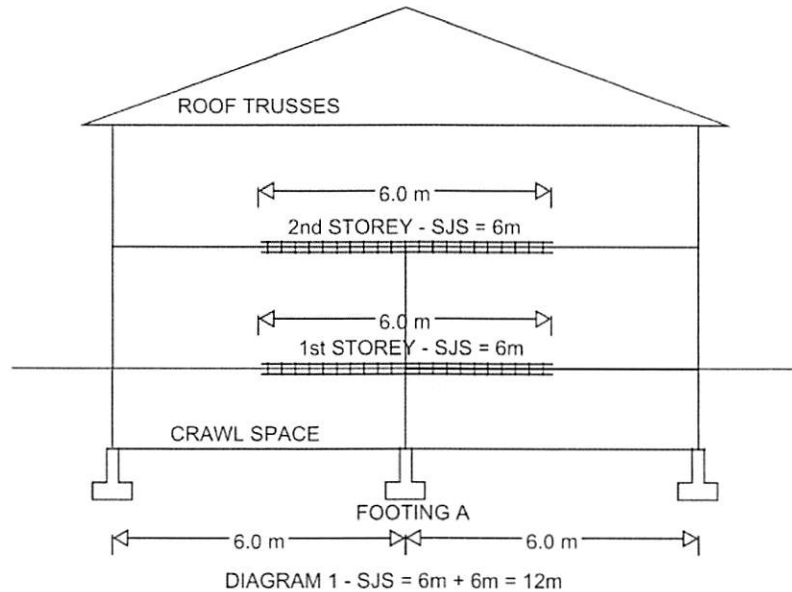 ROOF TRUSSES
6.0 m
2nd STOREY - SJS = 6m
6.0 m
1st STOREY - SJS = 6m
CRAWL SPACE
FOOTING A
6.0 m 6.0 m
DIAGRAM 1 - SJS = 6m + 6m = 12m